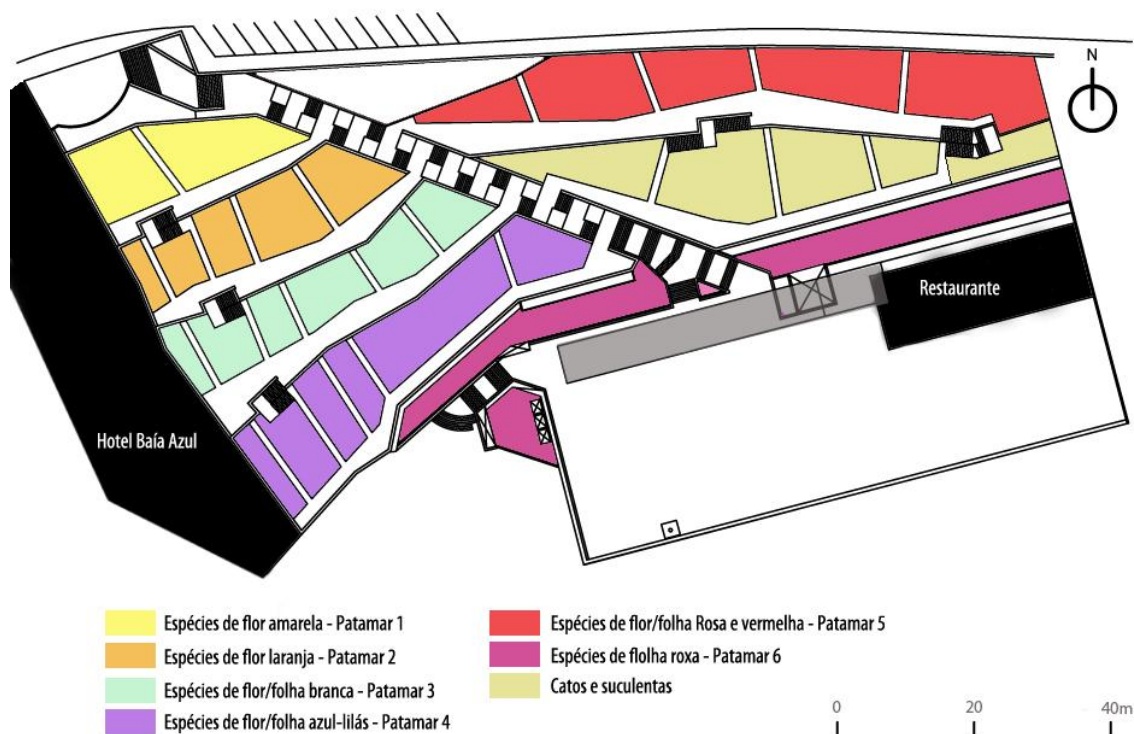 N
Restaurante
Hotel Baía Azul
Espécies de flor amarela - Patamar 1
Espécies de flor laranja - Patamar 2
Espécies de flor/folha branca - Patamar 3
Espécies de flor/folha azul-lilás - Patamar 4
Espécies de flor/folha Rosa e vermelha - Patamar 5
Espécies de flolha roxa - Patamar 6
Catos e suculentas
0 20 40m